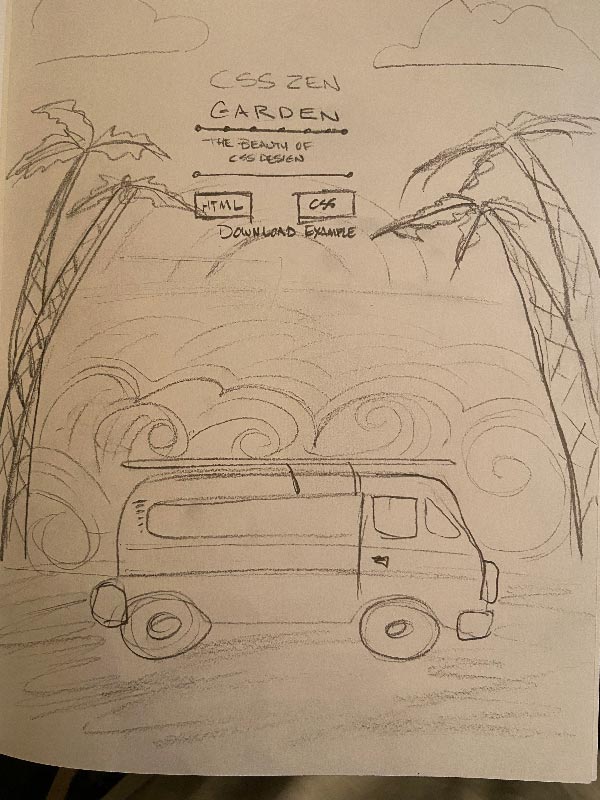 CSS ZEN
GARDEN
THE BEAUTY OF
CSS DESIGN
HTML
CSS
DOWNLOAD EXAMPLE